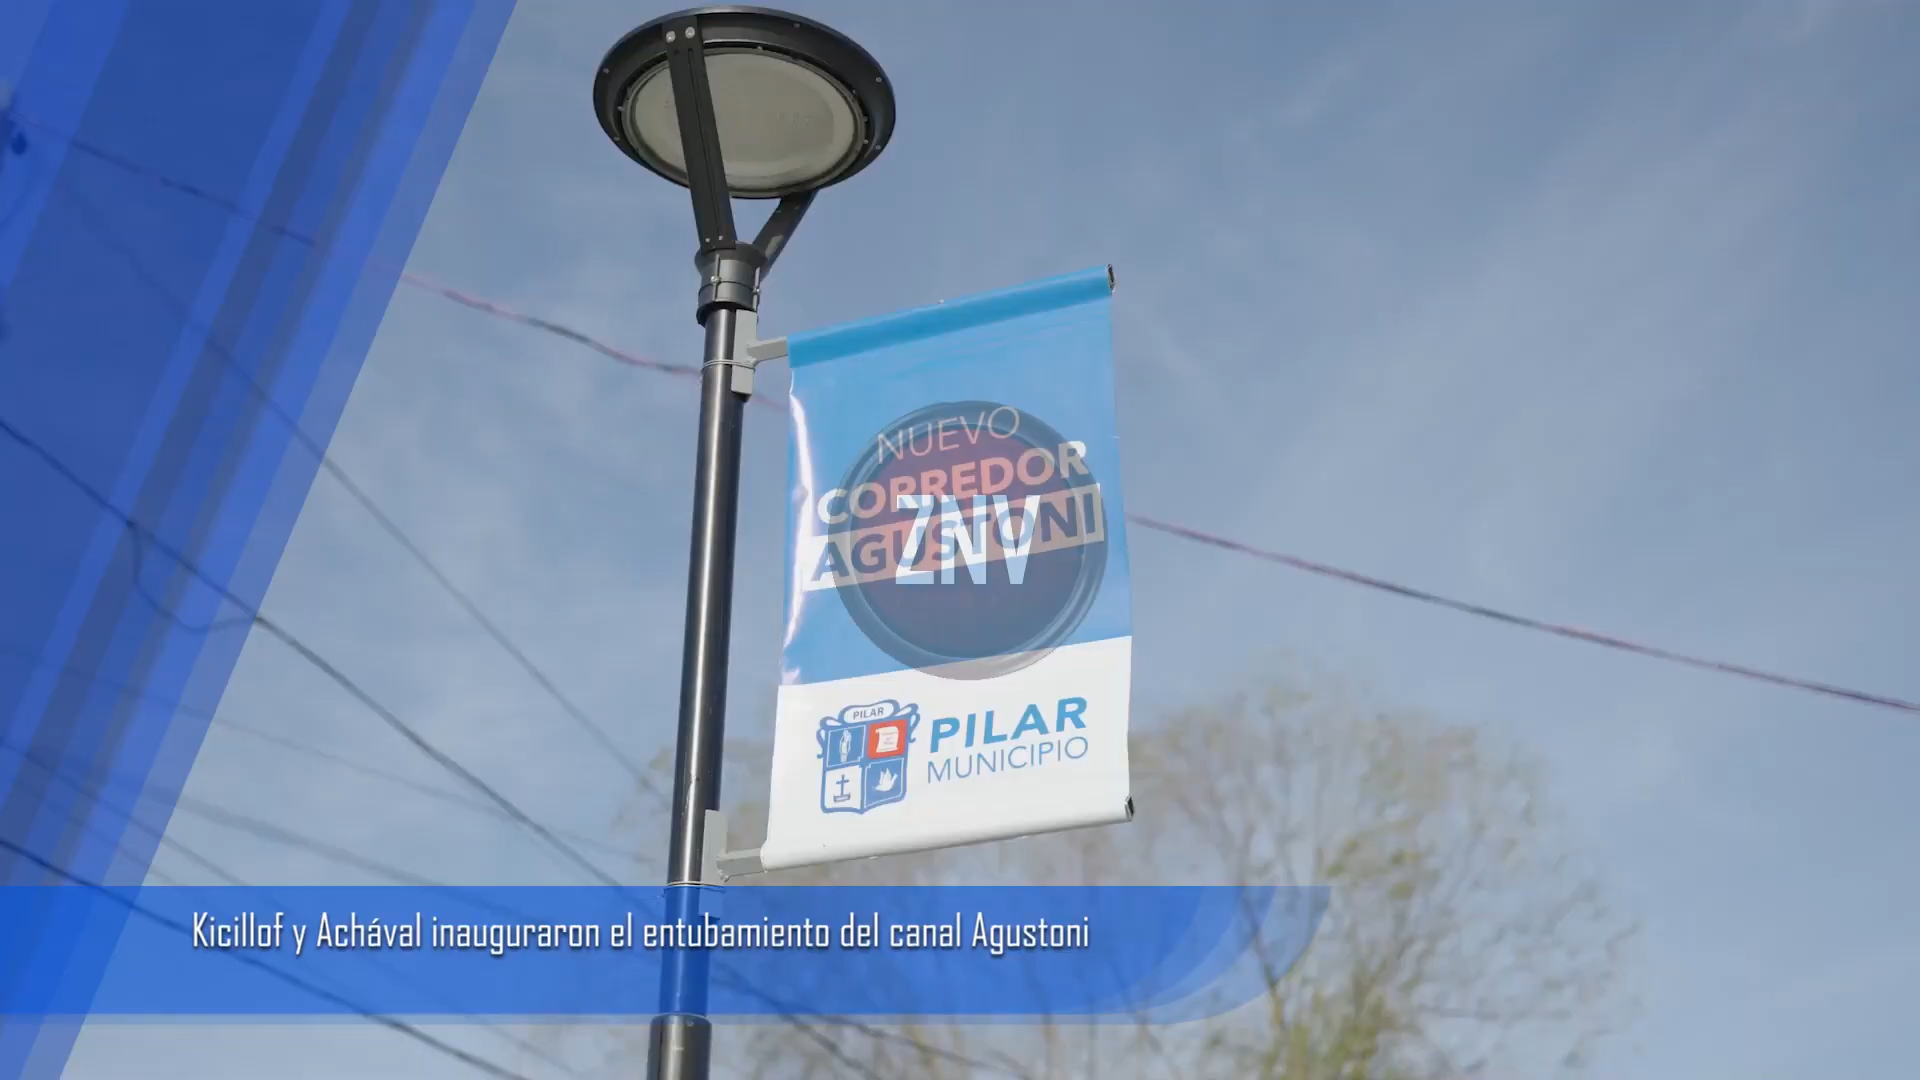 NUEVO
CORREDOR
AGUSTONI
ZNV
PILAR
PILAR
MUNICIPIO
Kicillof y Achával inauguraron el entubamiento del canal Agustoni